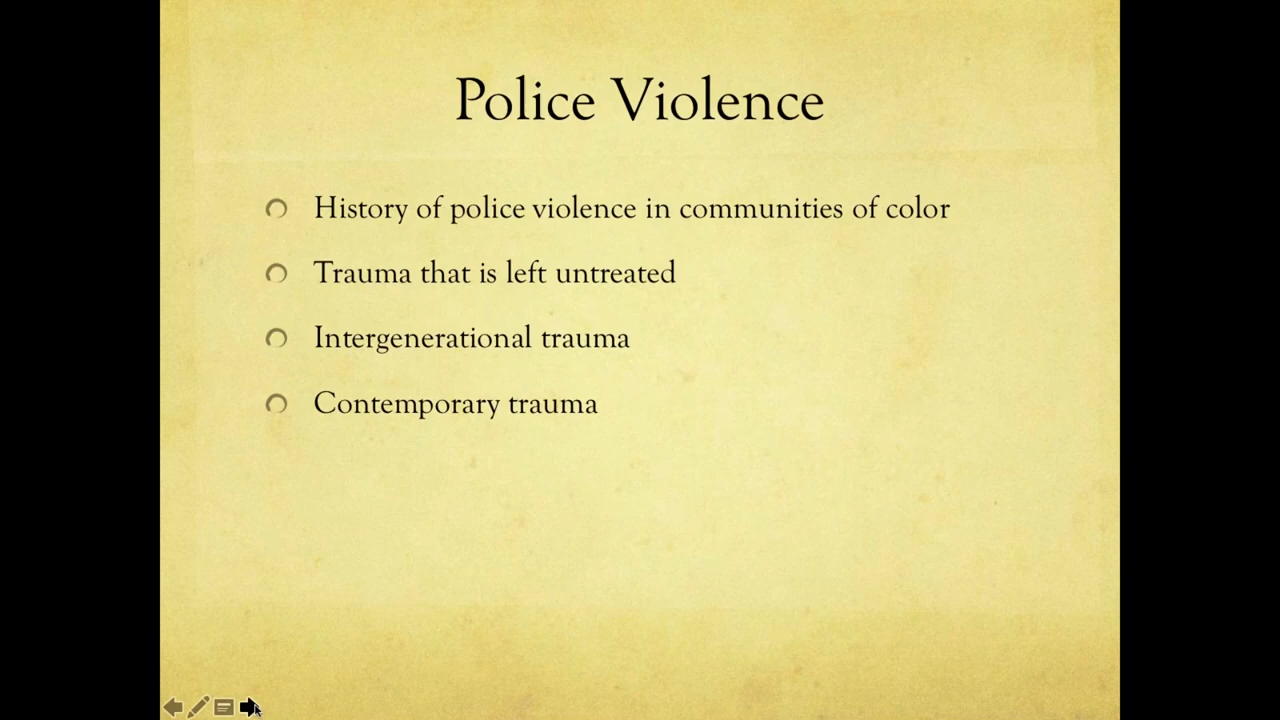 Police Violence
History of police violence in communities of color
Trauma that is left untreated
Intergenerational trauma
Contemporary trauma